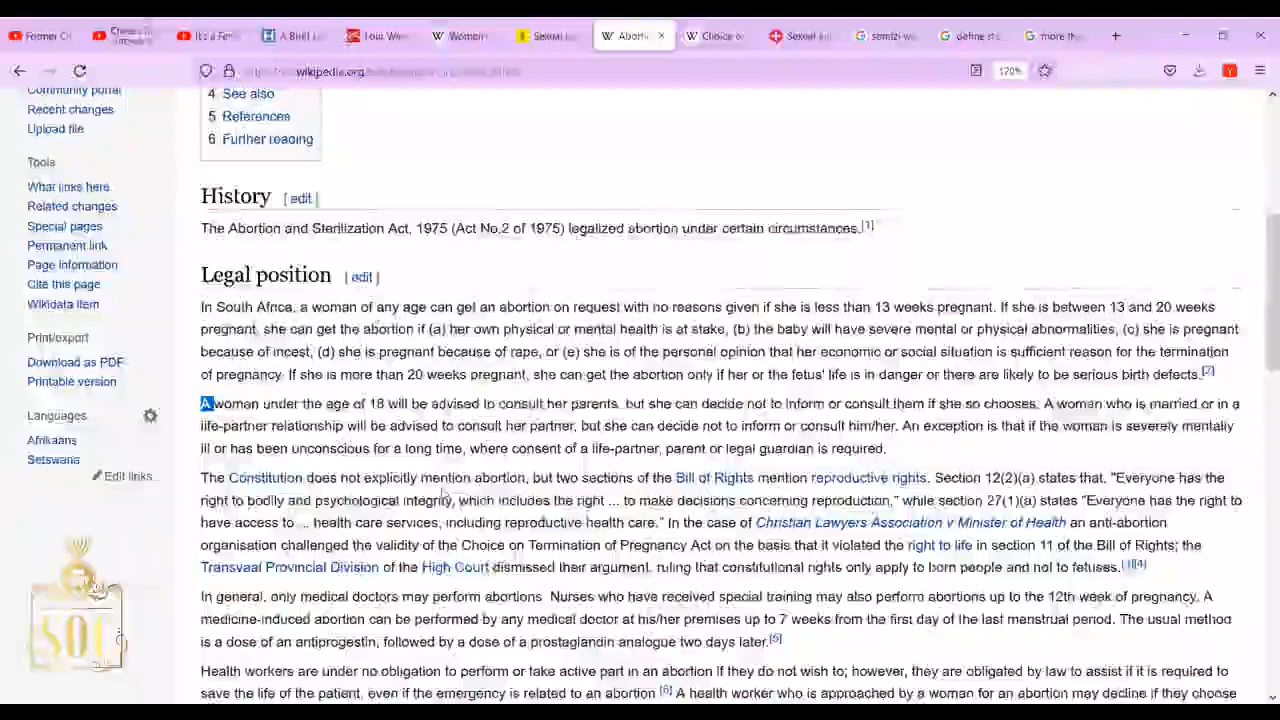 Former C
Its a Fe
A Brief L
Women
Sexual
Aborti
Choice o
Sexual
define st
more the
wikipedia.org
120%
Community portal
Recent changes
Upload file
Tools
What links here
Related changes
Special pages
Permanent link
Page information
Cite this page
Wikidata item
Print/export
Download as PDF
Printable version
Languages
Afrikaans
Setswana
Edit links
4 See also
5 References
6 Further reading
History [ edit ]
The Abortion and Sterilization Act, 1975 (Act No.2 of 1975) legalized abortion under certain circumstances.[1]
Legal position [ edit ]
In South Africa, a woman of any age can get an abortion on request with no reasons given if she is less than 13 weeks pregnant. If she is between 13 and 20 weeks
pregnant, she can get the abortion if (a) her own physical or mental health is at stake, (b) the baby will have severe mental or physical abnormalities, (c) she is pregnant
because of incest, (d) she is pregnant because of rape, or (e) she is of the personal opinion that her economic or social situation is sufficient reason for the termination
of pregnancy. If she is more than 20 weeks pregnant, she can get the abortion only if her or the fetus' life is in danger or there are likely to be serious birth defects.[2]
A woman under the age of 18 will be advised to consult her parents, but she can decide not to inform or consult them if she so chooses. A woman who is married or in a
life-partner relationship will be advised to consult her partner, but she can decide not to inform or consult him/her. An exception is that if the woman is severely mentally
ill or has been unconscious for a long time, where consent of a life-partner, parent or legal guardian is required.
The Constitution does not explicitly mention abortion, but two sections of the Bill of Rights mention reproductive rights. Section 12(2)(a) states that, "Everyone has the
right to bodily and psychological integrity, which includes the right ... to make decisions concerning reproduction," while section 27(1)(a) states "Everyone has the right to
have access to ... health care services, including reproductive health care." In the case of Christian Lawyers Association v Minister of Health an anti-abortion
organisation challenged the validity of the Choice on Termination of Pregnancy Act on the basis that it violated the right to life in section 11 of the Bill of Rights; the
Transvaal Provincial Division of the High Court dismissed their argument, ruling that constitutional rights only apply to born people and not to fetuses.[3][4]
In general, only medical doctors may perform abortions. Nurses who have received special training may also perform abortions up to the 12th week of pregnancy. A
medicine-induced abortion can be performed by any medical doctor at his/her premises up to 7 weeks from the first day of the last menstrual period. The usual method
is a dose of an antiprogestin, followed by a dose of a prostaglandin analogue two days later.[5]
Health workers are under no obligation to perform or take active part in an abortion if they do not wish to; however, they are obligated by law to assist if it is required to
save the life of the patient, even if the emergency is related to an abortion.[6] A health worker who is approached by a woman for an abortion may decline if they choose
SOC